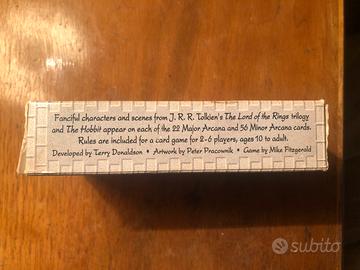 Fanciful characters and scenes from J. R. R. Tolkien's The Lord of the Rings trilogy
and The Hobbit appear on each of the 22 Major Arcana and 56 Minor Arcana cards.
Rules are included for a card game for 2-6 players, ages 10 to adult.
Developed by Terry Donaldson • Artwork by Peter Pracownik • Game by Mike Fitzgerald
subito